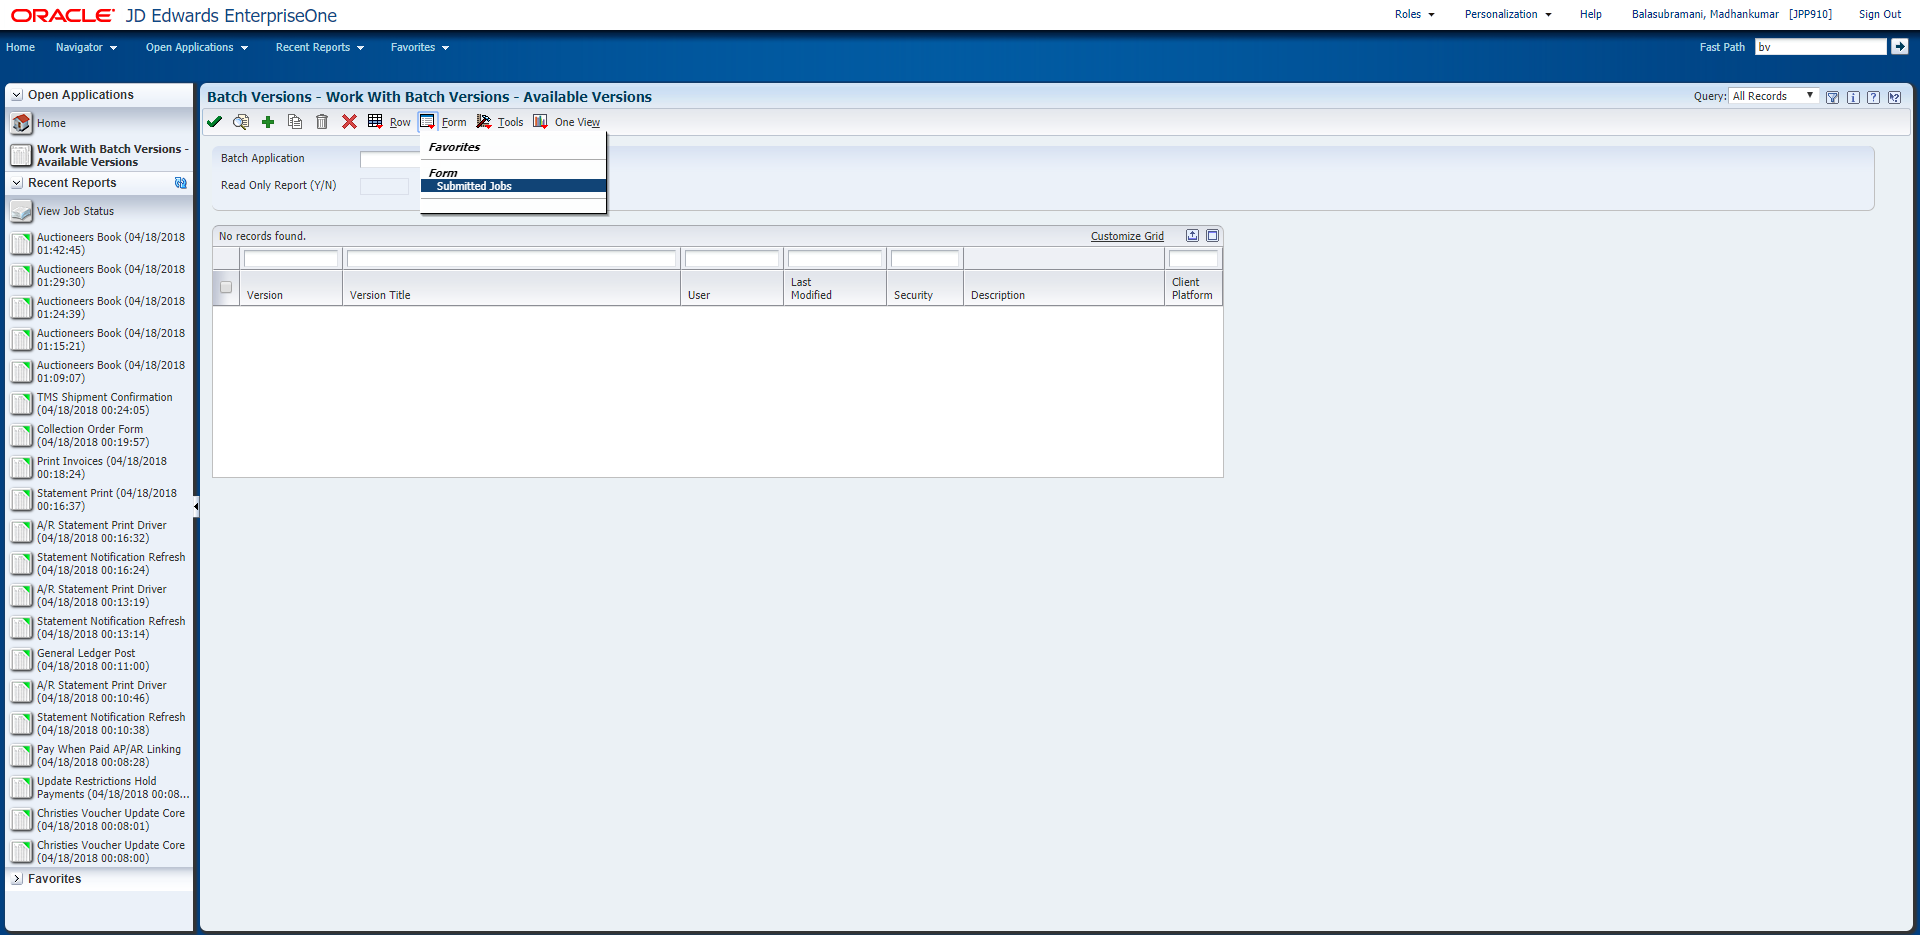 ORACLE JD Edwards EnterpriseOne
Roles Personalization Help Balasubramani, Madhankumar [JPP910] Sign Out
Home Navigator Open Applications Recent Reports Favorites
Fast Path bv
Open Applications
Home
Work With Batch Versions -
Available Versions
Recent Reports
View Job Status
Auctioneers Book (04/18/2018
01:42:45)
Auctioneers Book (04/18/2018
01:29:30)
Auctioneers Book (04/18/2018
01:24:39)
Auctioneers Book (04/18/2018
01:15:21)
Auctioneers Book (04/18/2018
01:09:07)
TMS Shipment Confirmation
(04/18/2018 00:24:05)
Collection Order Form
(04/18/2018 00:19:57)
Print Invoices (04/18/2018
00:18:24)
Statement Print (04/18/2018
00:16:37)
A/R Statement Print Driver
(04/18/2018 00:16:32)
Statement Notification Refresh
(04/18/2018 00:16:24)
A/R Statement Print Driver
(04/18/2018 00:13:19)
Statement Notification Refresh
(04/18/2018 00:13:14)
General Ledger Post
(04/18/2018 00:11:00)
A/R Statement Print Driver
(04/18/2018 00:10:46)
Statement Notification Refresh
(04/18/2018 00:10:38)
Pay When Paid AP/AR Linking
(04/18/2018 00:08:28)
Update Restrictions Hold
Payments (04/18/2018 00:08...
Christies Voucher Update Core
(04/18/2018 00:08:01)
Christies Voucher Update Core
(04/18/2018 00:08:00)
Favorites
Batch Versions - Work With Batch Versions - Available Versions
Query: All Records
Row Form Tools One View
Favorites
Form
Submitted Jobs
Batch Application
Read Only Report (Y/N)
No records found.
Customize Grid
Version
Version Title
User
Last
Modified
Security
Description
Client
Platform